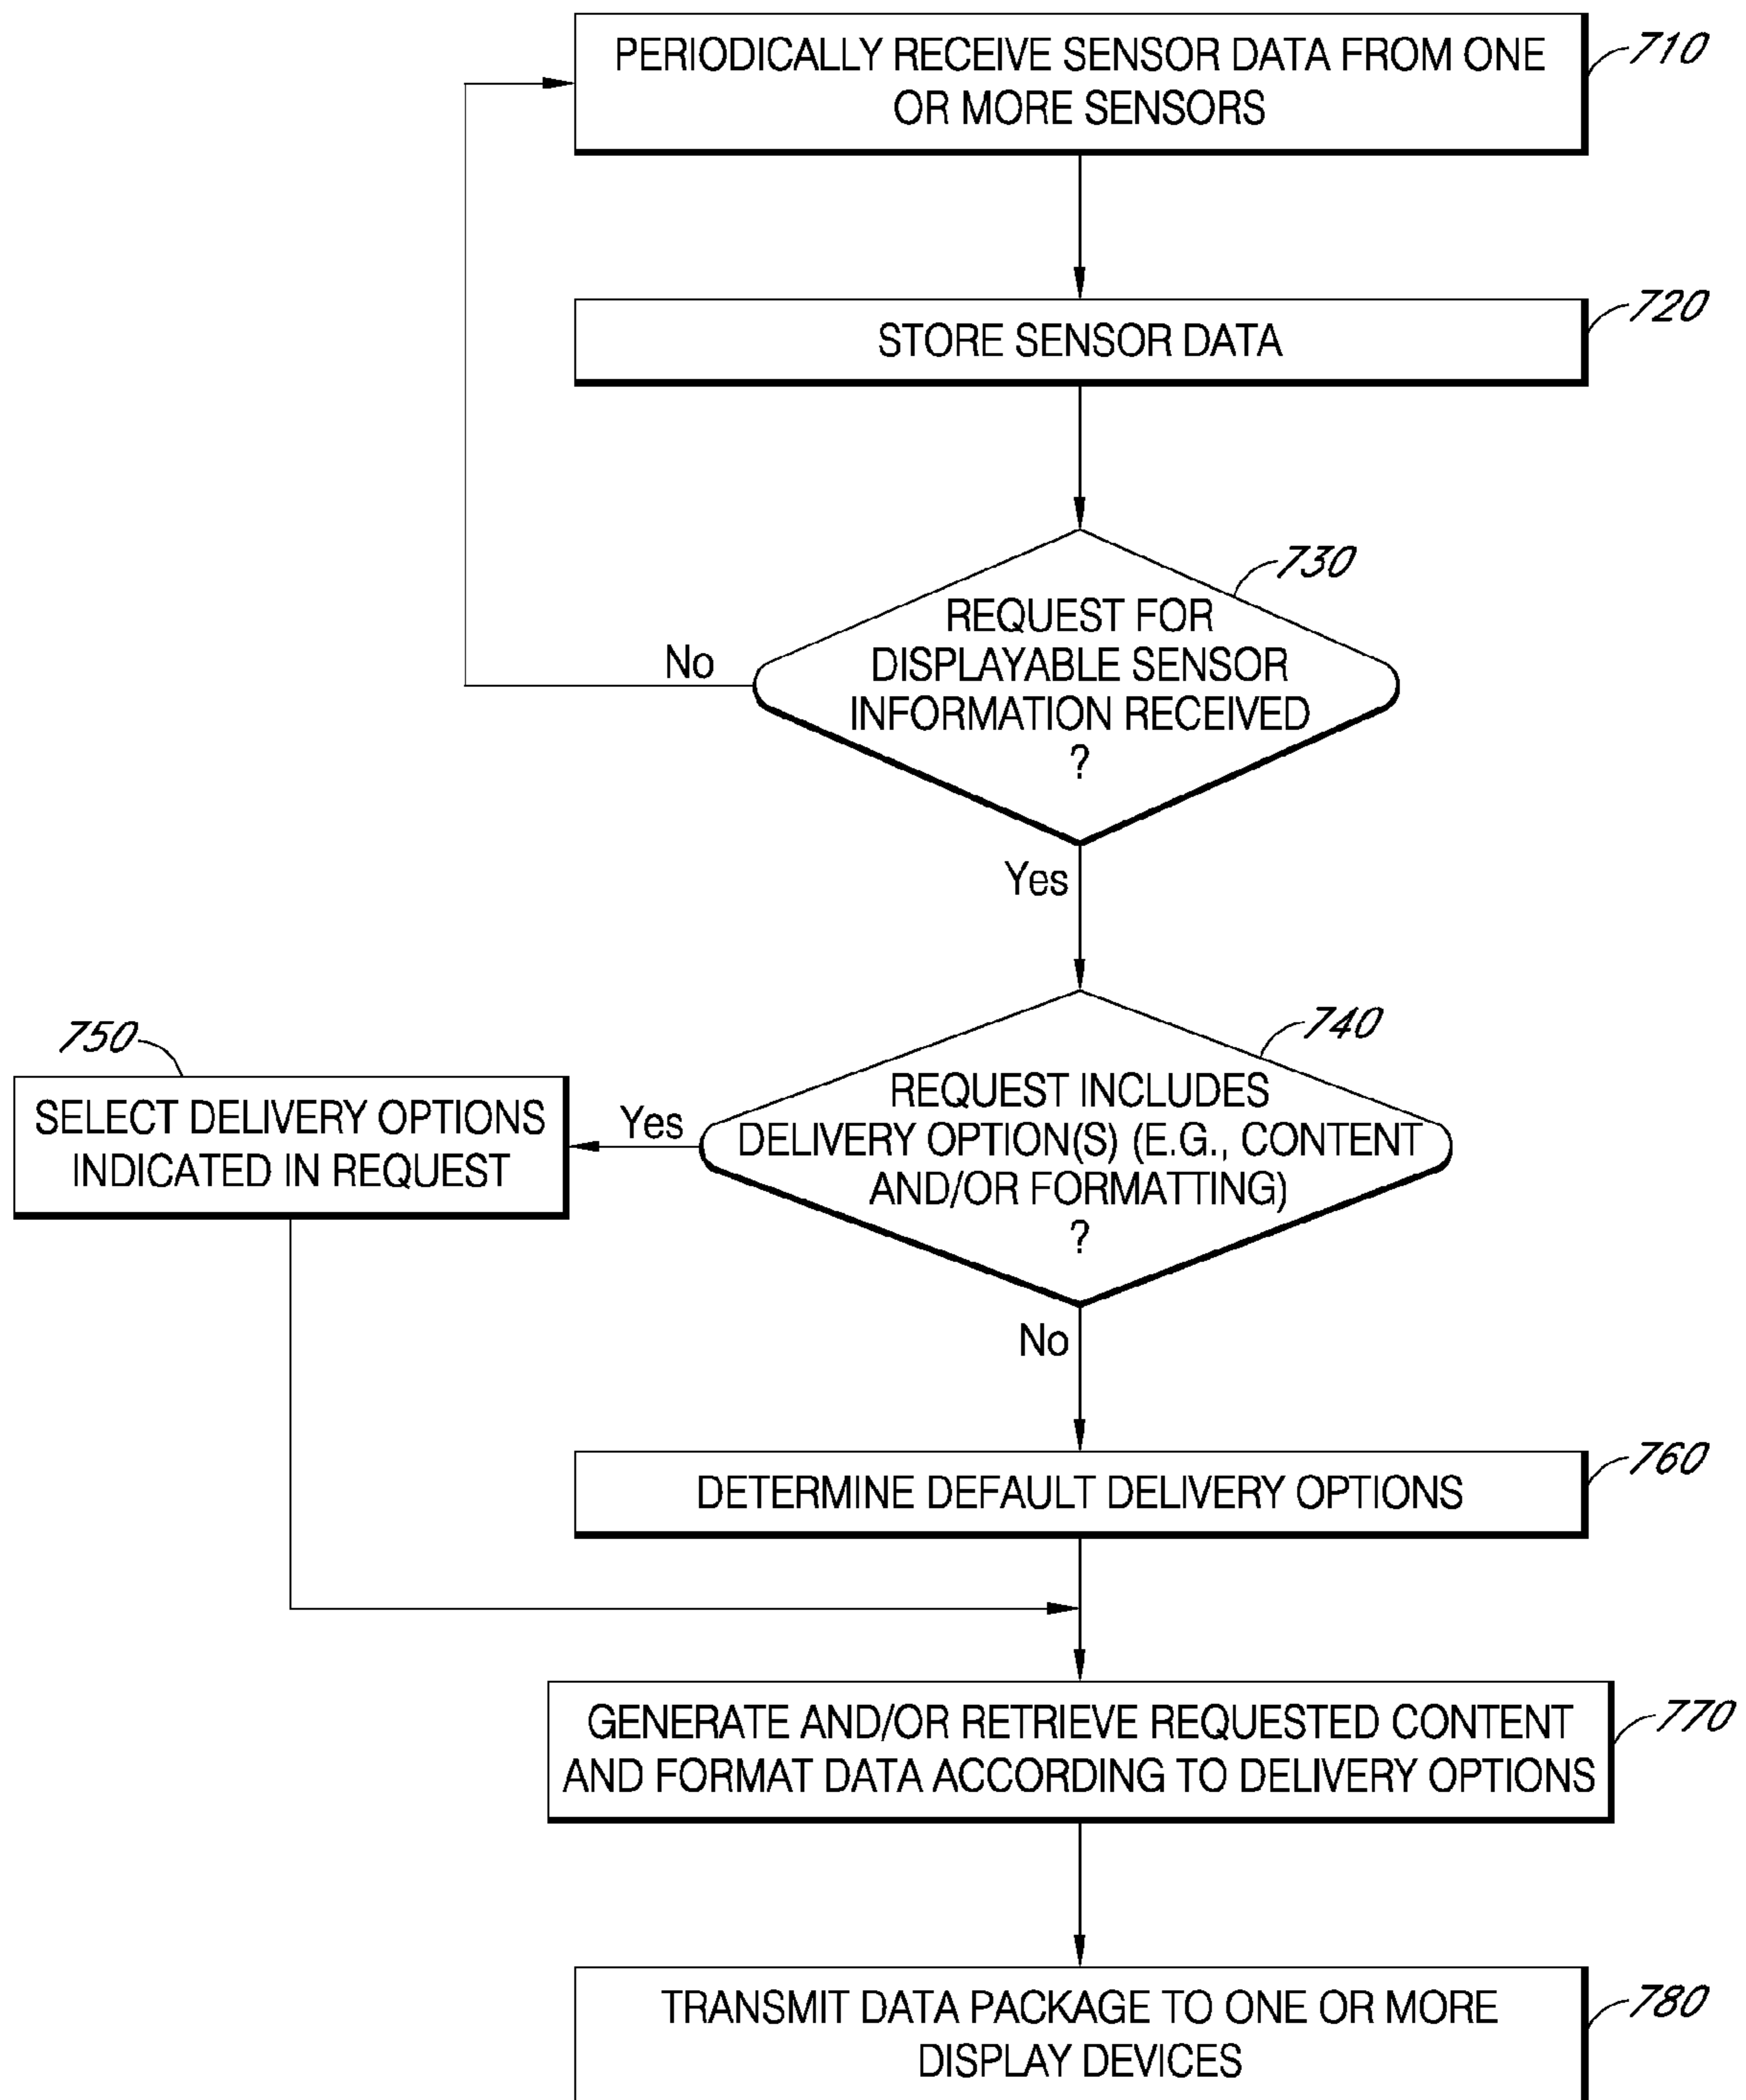 PERIODICALLY RECEIVE SENSOR DATA FROM ONE
OR MORE SENSORS
710
STORE SENSOR DATA
720
REQUEST FOR
DISPLAYABLE SENSOR
INFORMATION RECEIVED
?
730
No
Yes
REQUEST INCLUDES
DELIVERY OPTION(S) (E.G., CONTENT
AND/OR FORMATTING)
?
740
Yes
750
SELECT DELIVERY OPTIONS
INDICATED IN REQUEST
No
DETERMINE DEFAULT DELIVERY OPTIONS
760
GENERATE AND/OR RETRIEVE REQUESTED CONTENT
AND FORMAT DATA ACCORDING TO DELIVERY OPTIONS
770
TRANSMIT DATA PACKAGE TO ONE OR MORE
DISPLAY DEVICES
780